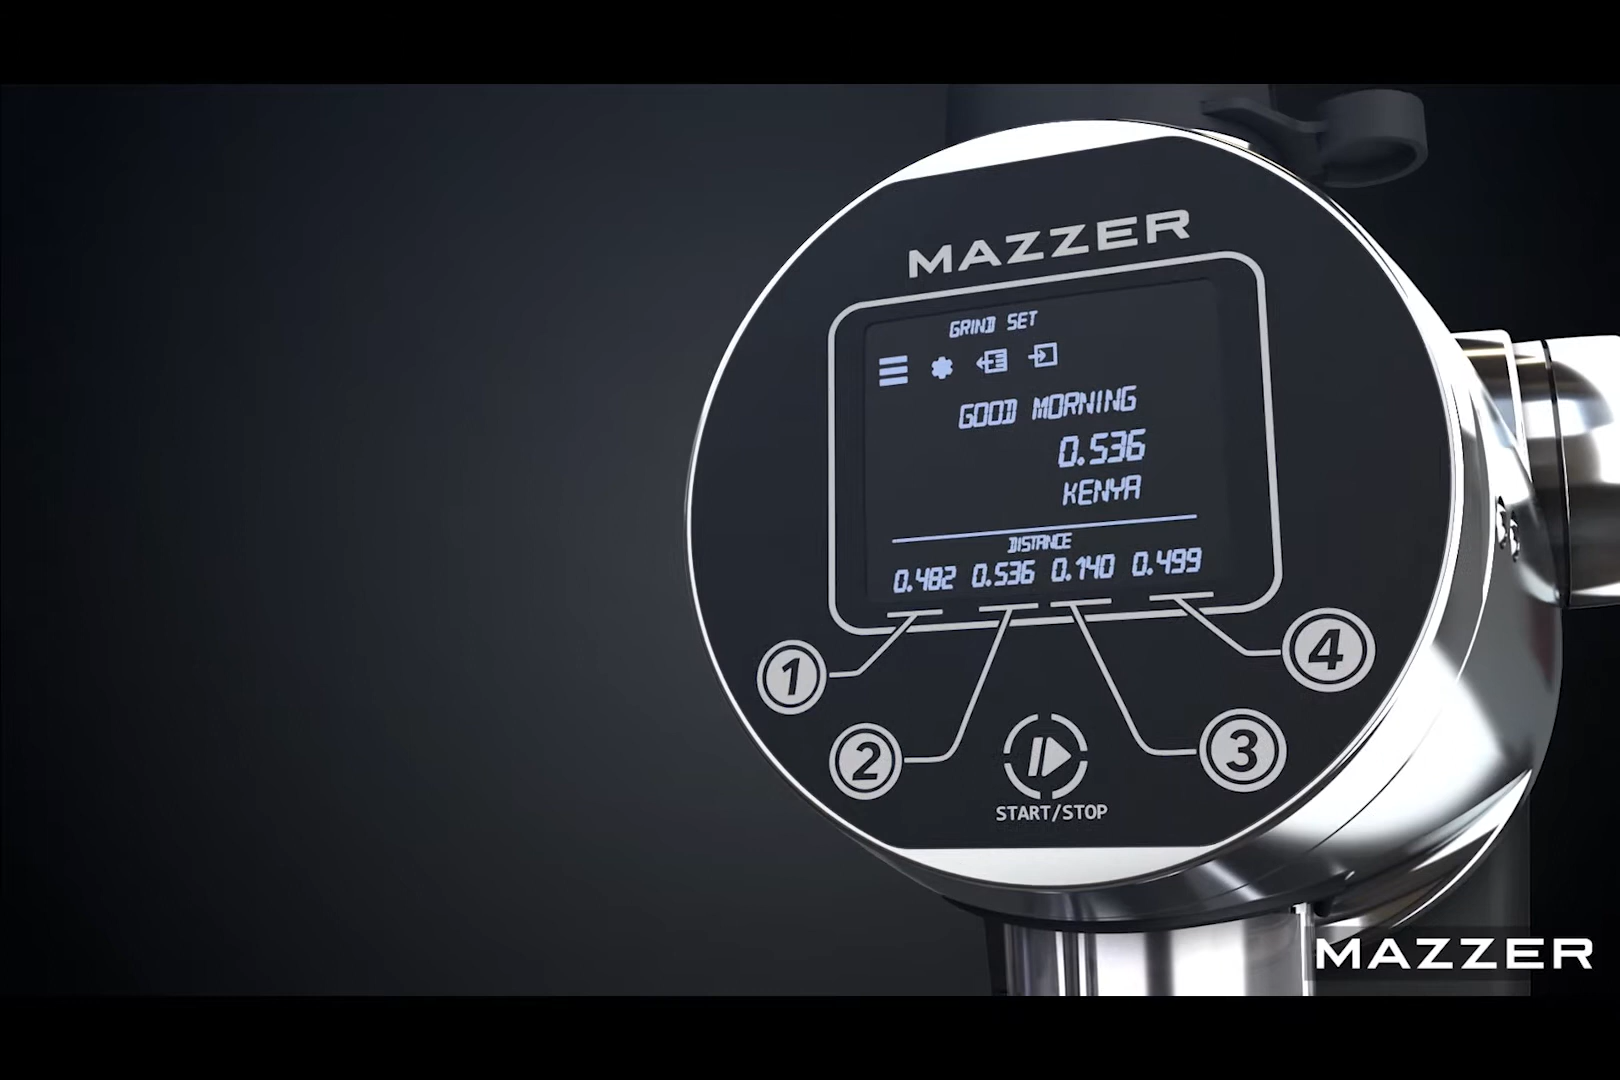 MAZZER
GRIND SET
GOOD MORNING
0.536
KENYA
DISTANCE
0.482 0.536 0.140 0.499
1
4
2
3
START/STOP
MAZZER